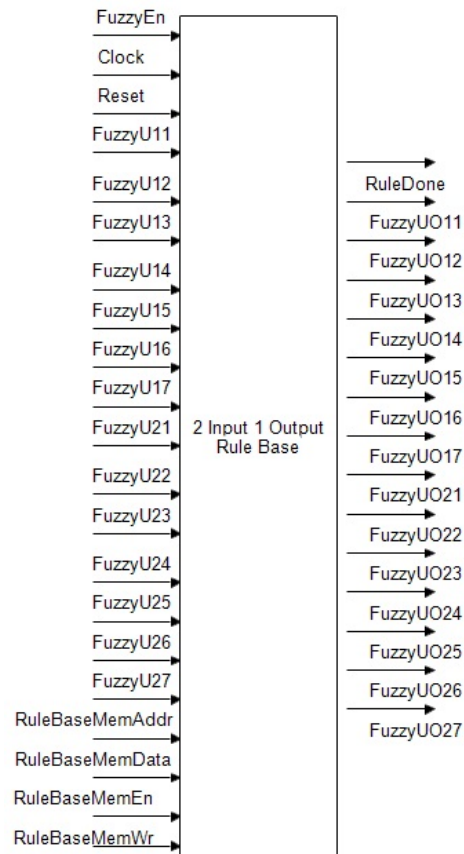 FuzzyEn
Clock
Reset
FuzzyU11
FuzzyU12
FuzzyU13
FuzzyU14
FuzzyU15
FuzzyU16
FuzzyU17
FuzzyU21
FuzzyU22
FuzzyU23
FuzzyU24
FuzzyU25
FuzzyU26
FuzzyU27
RuleBaseMemAddr
RuleBaseMemData
RuleBaseMemEn
RuleBaseMemWr
2 Input 1 Output
Rule Base
RuleDone
FuzzyUO11
FuzzyUO12
FuzzyUO13
FuzzyUO14
FuzzyUO15
FuzzyUO16
FuzzyUO17
FuzzyUO21
FuzzyUO22
FuzzyUO23
FuzzyUO24
FuzzyUO25
FuzzyUO26
FuzzyUO27